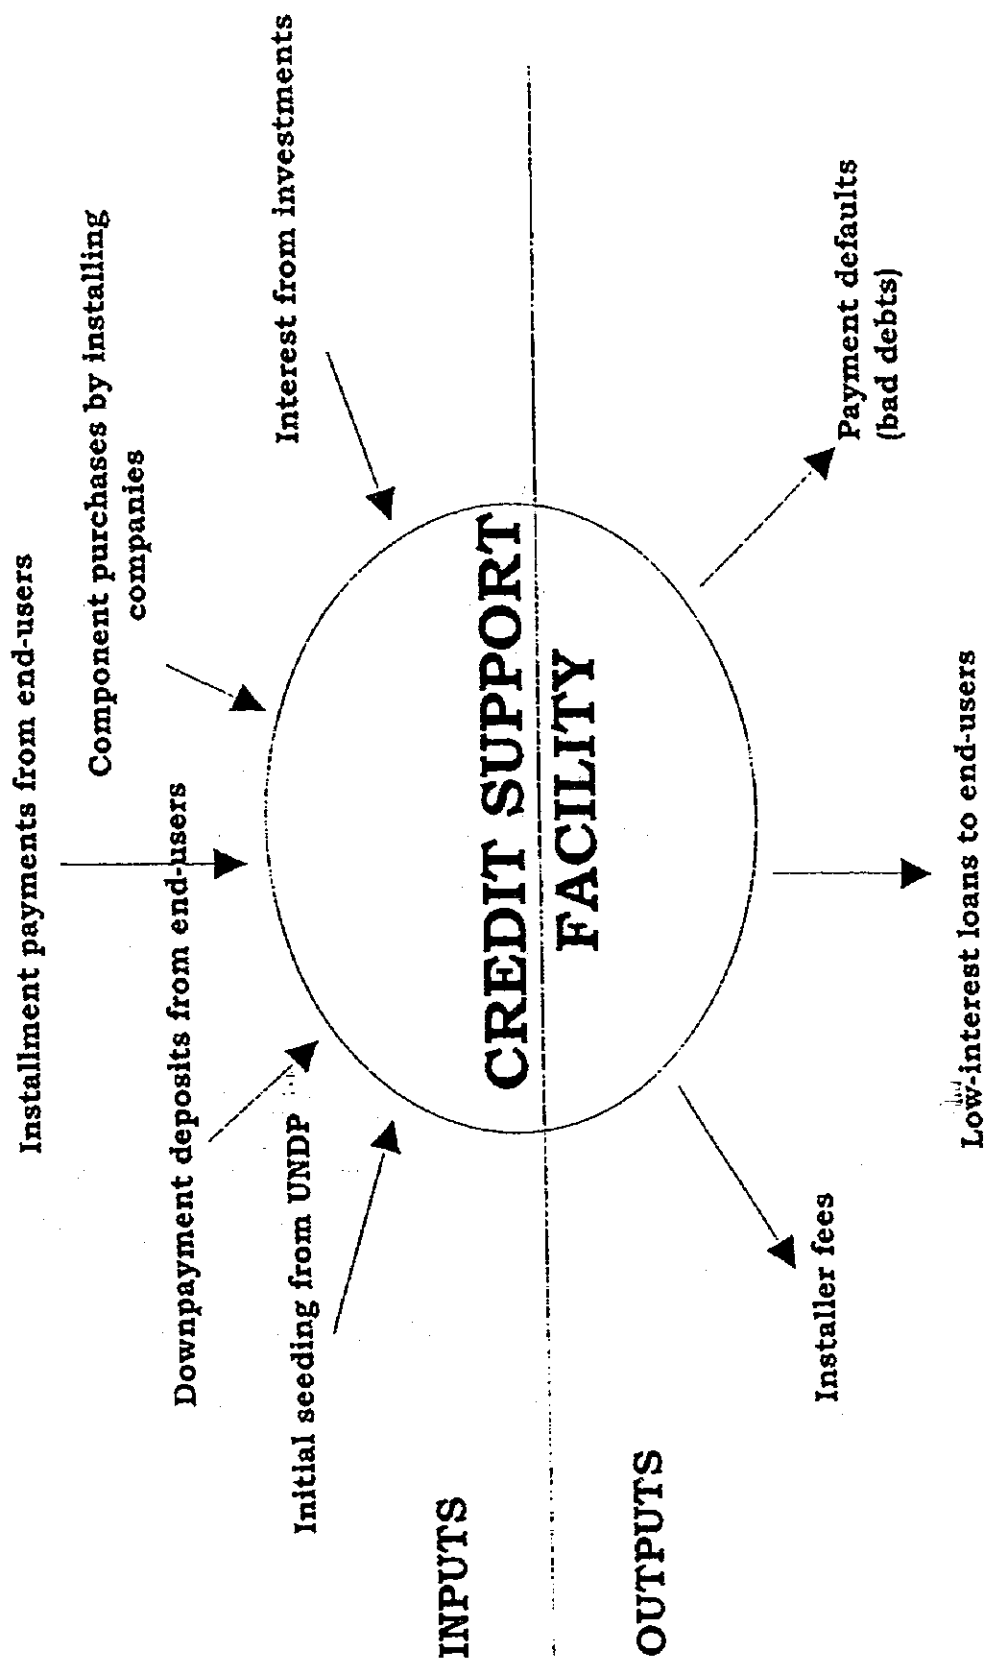 Installment payments from end-users
Component purchases by installing
companies
Downpayment deposits from end-users
Interest from investments
Initial seeding from UNDP
INPUTS
CREDIT SUPPORT
FACILITY
OUTPUTS
Installer fees
Payment defaults
(bad debts)
Low-interest loans to end-users